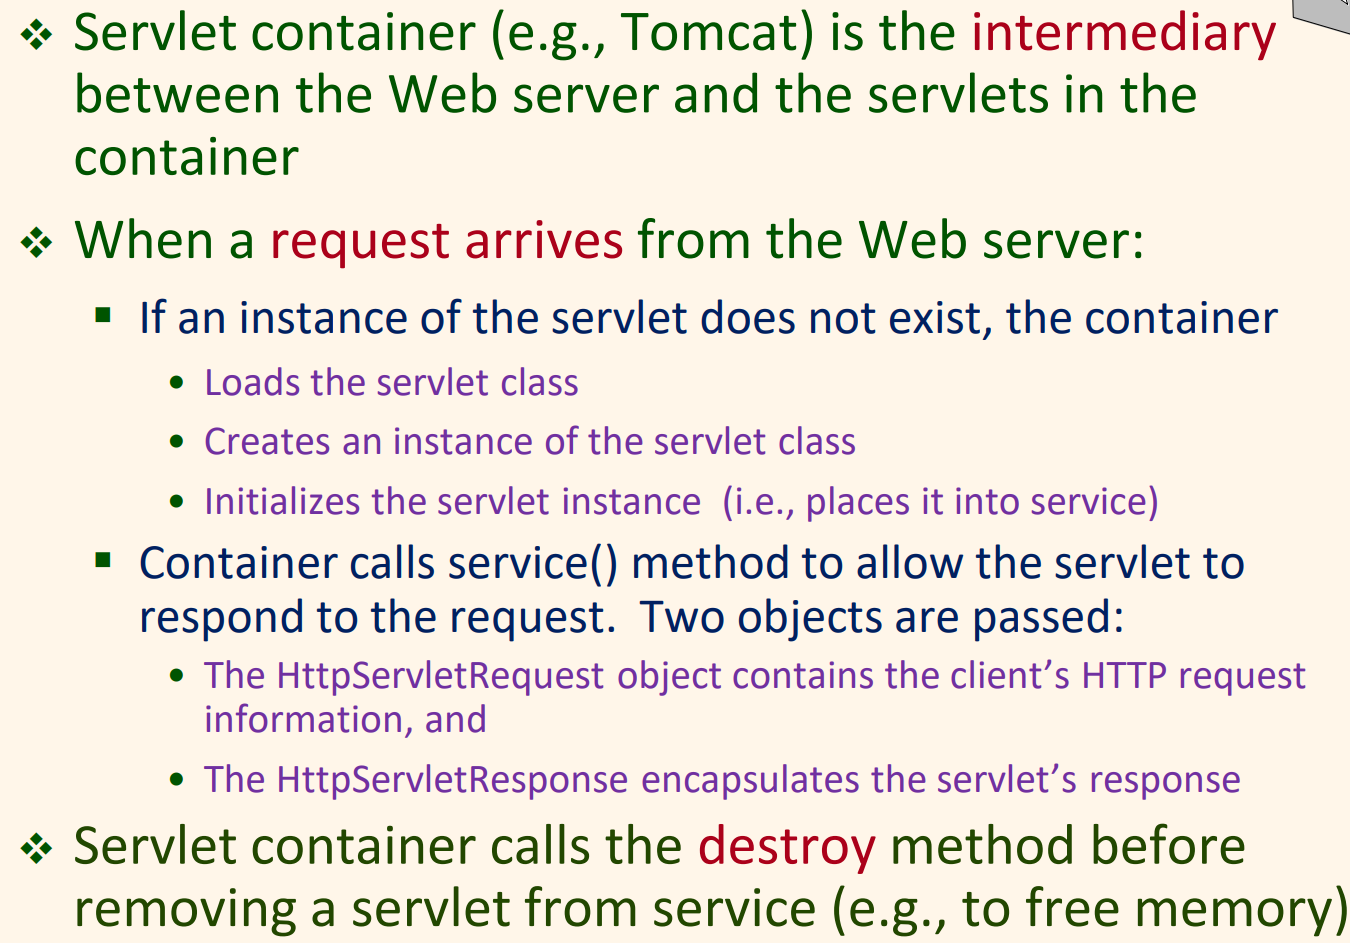 ❖ Servlet container (e.g., Tomcat) is the intermediary
between the Web server and the servlets in the
container
❖ When a request arrives from the Web server:
▪ If an instance of the servlet does not exist, the container
• Loads the servlet class
• Creates an instance of the servlet class
• Initializes the servlet instance  (i.e., places it into service)
▪ Container calls service() method to allow the servlet to
respond to the request.  Two objects are passed:
• The HttpServletRequest object contains the client’s HTTP request
information, and
• The HttpServletResponse encapsulates the servlet’s response
❖ Servlet container calls the destroy method before
removing a servlet from service (e.g., to free memory)